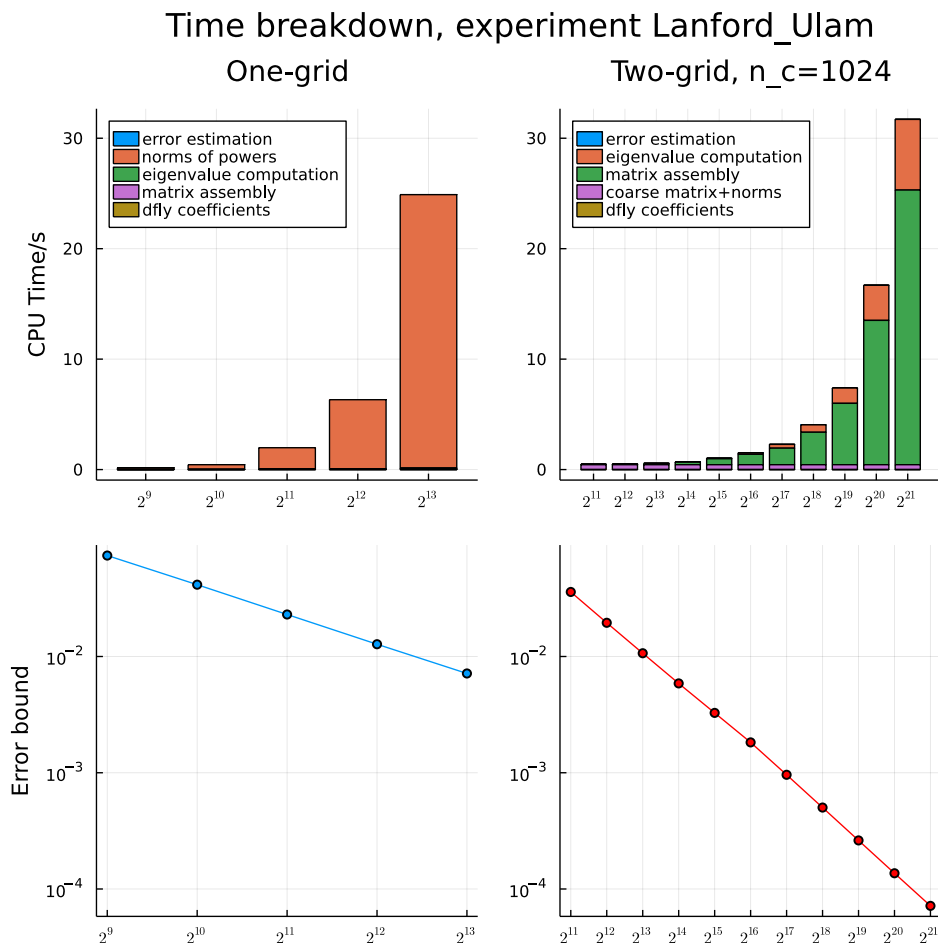 Time breakdown, experiment Lanford_Ulam
One-grid
error estimation
norms of powers
eigenvalue computation
matrix assembly
dfly coefficients
CPU Time/s
30
20
10
0
2^9 2^10 2^11 2^12 2^13
Two-grid, n_c=1024
error estimation
eigenvalue computation
matrix assembly
coarse matrix+norms
dfly coefficients
30
20
10
0
2^11 2^12 2^13 2^14 2^15 2^16 2^17 2^18 2^19 2^20 2^21
Error bound
10^-2
10^-3
10^-4
2^9 2^10 2^11 2^12 2^13
10^-2
10^-3
10^-4
2^11 2^12 2^13 2^14 2^15 2^16 2^17 2^18 2^19 2^20 2^21